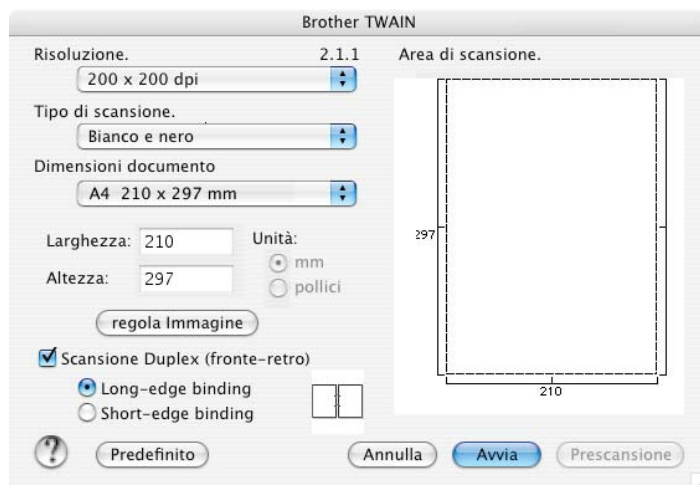 Brother TWAIN
Risoluzione. 2.1.1
200 x 200 dpi
Tipo di scansione.
Bianco e nero
Dimensioni documento
A4 210 x 297 mm
Larghezza: 210
Altezza: 297
Unità:
mm
pollici
regola Immagine
Scansione Duplex (fronte-retro)
Long-edge binding
Short-edge binding
Area di scansione.
297
210
?
Predefinito
Annulla
Avvia
Prescansione